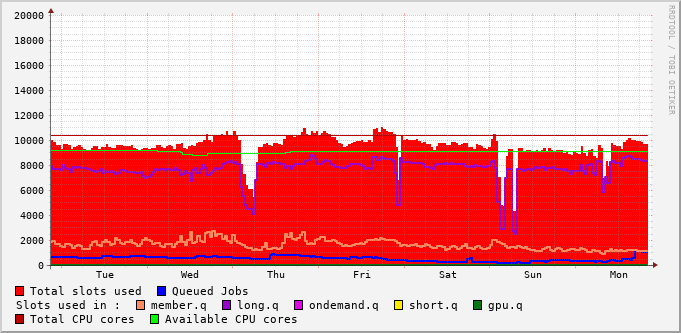 20000
18000
16000
14000
12000
10000
8000
6000
4000
2000
0
Tue Wed Thu Fri Sat Sun Mon
RRDTOOL / TOBI OETIKER
Total slots used Queued Jobs
Slots used in : member.q long.q ondemand.q short.q gpu.q
Total CPU cores Available CPU cores